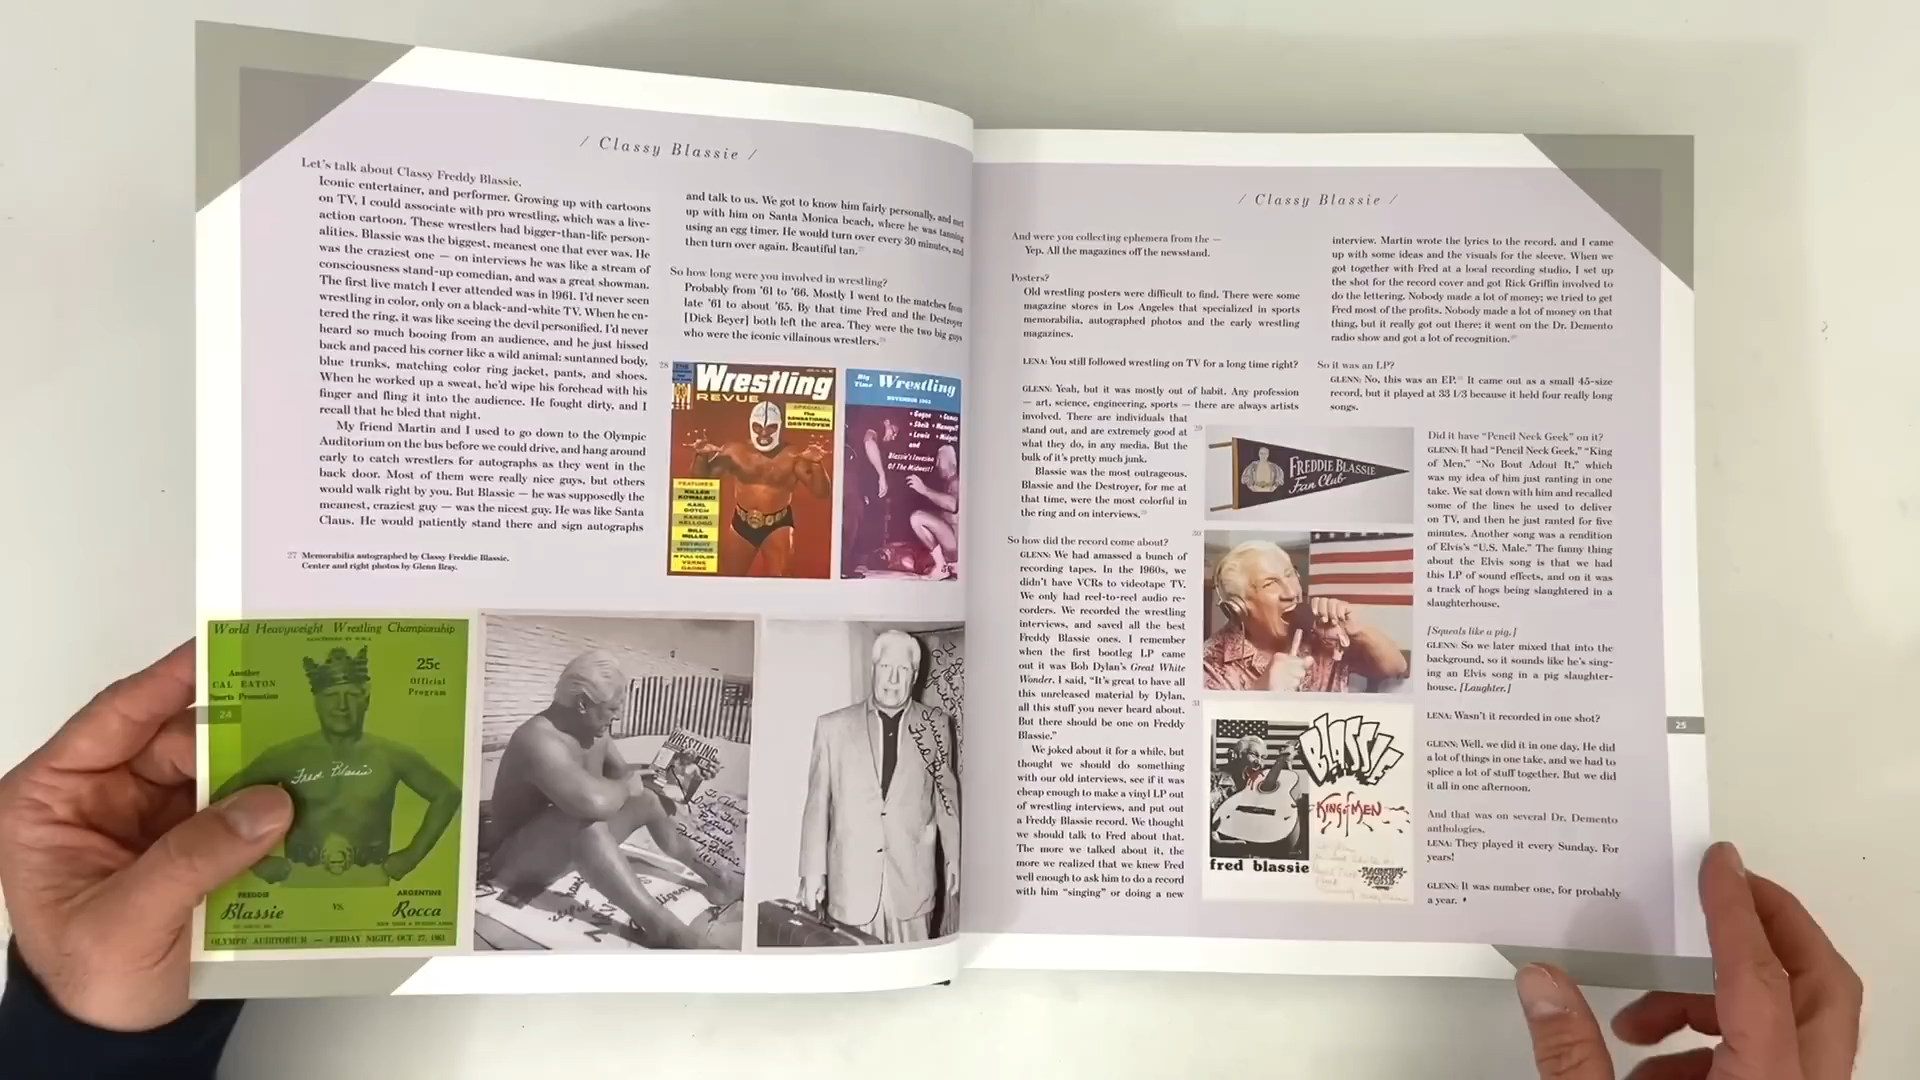 / Classy Blassie /
Let's talk about Classy Freddy Blassie.
Iconic entertainer, and performer. Growing up with cartoons
on TV, I could associate with pro wrestling, which was a live-
action cartoon. These wrestlers had bigger-than-life person-
alities. Blassie was the biggest, meanest one that ever was. He
was the craziest one — on interviews he was like a stream of
consciousness stand-up comedian, and was a great showman.
The first live match I ever attended was in 1961. I'd never seen
wrestling in color, only on a black-and-white TV. When he en-
tered the ring, it was like seeing the devil personified. I'd never
heard so much booing from an audience, and he just hissed
back and paced his corner like a wild animal: suntanned body,
blue trunks, matching color ring jacket, pants, and shoes.
When he worked up a sweat, he'd wipe his forehead with his
finger and fling it into the audience. He fought dirty, and I
recall that he bled that night.
My friend Martin and I used to go down to the Olympic
Auditorium on the bus before we could drive, and hang around
early to catch wrestlers for autographs as they went in the
back door. Most of them were really nice guys, but others
would walk right by you. But Blassie — he was supposedly the
meanest, craziest guy — was the nicest guy. He was like Santa
Claus. He would patiently stand there and sign autographs
and talk to us. We got to know him fairly personally, and met
up with him on Santa Monica beach, where he was tanning
using an egg timer. He would turn over every 30 minutes, and
then turn over again. Beautiful tan.
So how long were you involved in wrestling?
Probably from '61 to '66. Mostly I went to the matches from
late '61 to about '65. By that time Fred and the Destroyer
[Dick Beyer] both left the area. They were the two big guys
who were the iconic villainous wrestlers.
28
Wrestling
REVUE
SPECIAL!
The
SENSATIONAL
DESTROYER
FEATURES
KILLER
KOWALSKI
KARL
GOTCH
BILL
MILLER
VERNE
GAGNE
Big
Time
Wrestling
NOVEMBER 1963
Blassie's Invasion
Of The Midwest!
27 Memorabilia autographed by Classy Freddie Blassie.
Center and right photos by Glenn Bray.
World Heavyweight Wrestling Championship
Another
CAL EATON
Sports Promotion
25c
Official
Program
Fred Blassie
FREDDIE
Blassie
VS.
ARGENTINE
Rocca
OLYMPIC AUDITORIUM — FRIDAY NIGHT, OCT. 27, 1961
24
WRESTLING
Sincerely
Fred Blassie
/ Classy Blassie /
And were you collecting ephemera from the —
Yep. All the magazines off the newsstand.
Posters?
Old wrestling posters were difficult to find. There were some
magazine stores in Los Angeles that specialized in sports
memorabilia, autographed photos and the early wrestling
magazines.
LENA: You still followed wrestling on TV for a long time right?
GLENN: Yeah, but it was mostly out of habit. Any profession
— art, science, engineering, sports — there are always artists
involved. There are individuals that
stand out, and are extremely good at
what they do, in any media. But the
bulk of it's pretty much junk.
Blassie was the most outrageous.
Blassie and the Destroyer, for me at
that time, were the most colorful in
the ring and on interviews.
So how did the record come about?
GLENN: We had amassed a bunch of
recording tapes. In the 1960s, we
didn't have VCRs to videotape TV.
We only had reel-to-reel audio re-
corders. We recorded the wrestling
interviews, and saved all the best
Freddy Blassie ones. I remember
when the first bootleg LP came
out it was Bob Dylan's Great White
Wonder. I said, "It's great to have all
this unreleased material by Dylan,
all this stuff you never heard about.
But there should be one on Freddy
Blassie."
We joked about it for a while, but
thought we should do something
with our old interviews, see if it was
cheap enough to make a vinyl LP out
of wrestling interviews, and put out
a Freddy Blassie record. We thought
we should talk to Fred about that.
The more we talked about it, the
more we realized that we knew Fred
well enough to ask him to do a record
with him "singing" or doing a new
interview. Martin wrote the lyrics to the record, and I came
up with some ideas and the visuals for the sleeve. When we
got together with Fred at a local recording studio, I set up
the shot for the record cover and got Rick Griffin involved to
do the lettering. Nobody made a lot of money; we tried to get
Fred most of the profits. Nobody made a lot of money on that
thing, but it really got out there; it went on the Dr. Demento
radio show and got a lot of recognition.
So it was an LP?
GLENN: No, this was an EP. It came out as a small 45-size
record, but it played at 33 1/3 because it held four really long
songs.
29
FREDDIE BLASSIE
Fan Club
30
31
BLASSIE
KING of MEN
fred blassie
Did it have "Pencil Neck Geek" on it?
GLENN: It had "Pencil Neck Geek," "King
of Men," "No Bout Adout It," which
was my idea of him just ranting in one
take. We sat down with him and recalled
some of the lines he used to deliver
on TV, and then he just ranted for five
minutes. Another song was a rendition
of Elvis's "U.S. Male." The funny thing
about the Elvis song is that we had
this LP of sound effects, and on it was
a track of hogs being slaughtered in a
slaughterhouse.
[Squeals like a pig.]
GLENN: So we later mixed that into the
background, so it sounds like he's sing-
ing an Elvis song in a pig slaughter-
house. [Laughter.]
LENA: Wasn't it recorded in one shot?
GLENN: Well, we did it in one day. He did
a lot of things in one take, and we had to
splice a lot of stuff together. But we did
it all in one afternoon.
And that was on several Dr. Demento
anthologies.
LENA: They played it every Sunday. For
years!
GLENN: It was number one, for probably
a year.
25